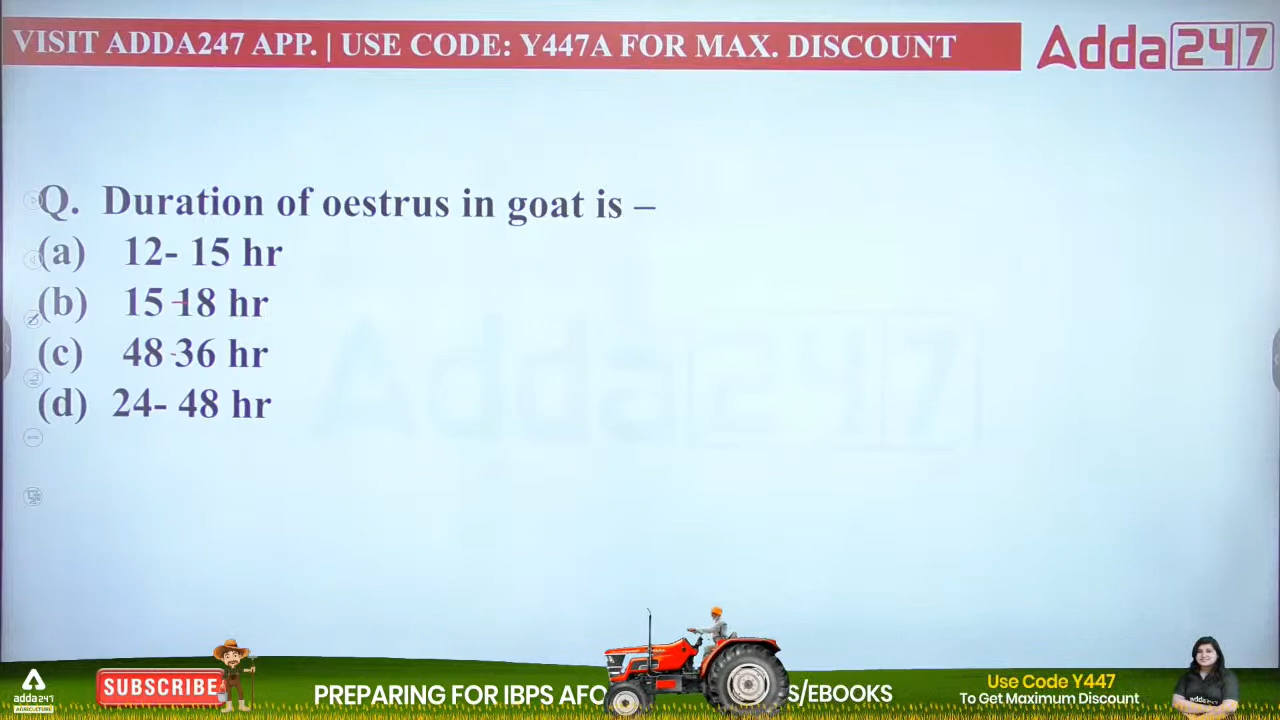 VISIT ADDA247 APP. | USE CODE: Y447A FOR MAX. DISCOUNT
Adda247
Q. Duration of oestrus in goat is –
(a) 12- 15 hr
(b) 15 -18 hr
(c) 48 -36 hr
(d) 24- 48 hr
Adda247
adda247
AGRICULTURE
SUBSCRIBE
PREPARING FOR IBPS AFO
S/EBOOKS
Use Code Y447
To Get Maximum Discount